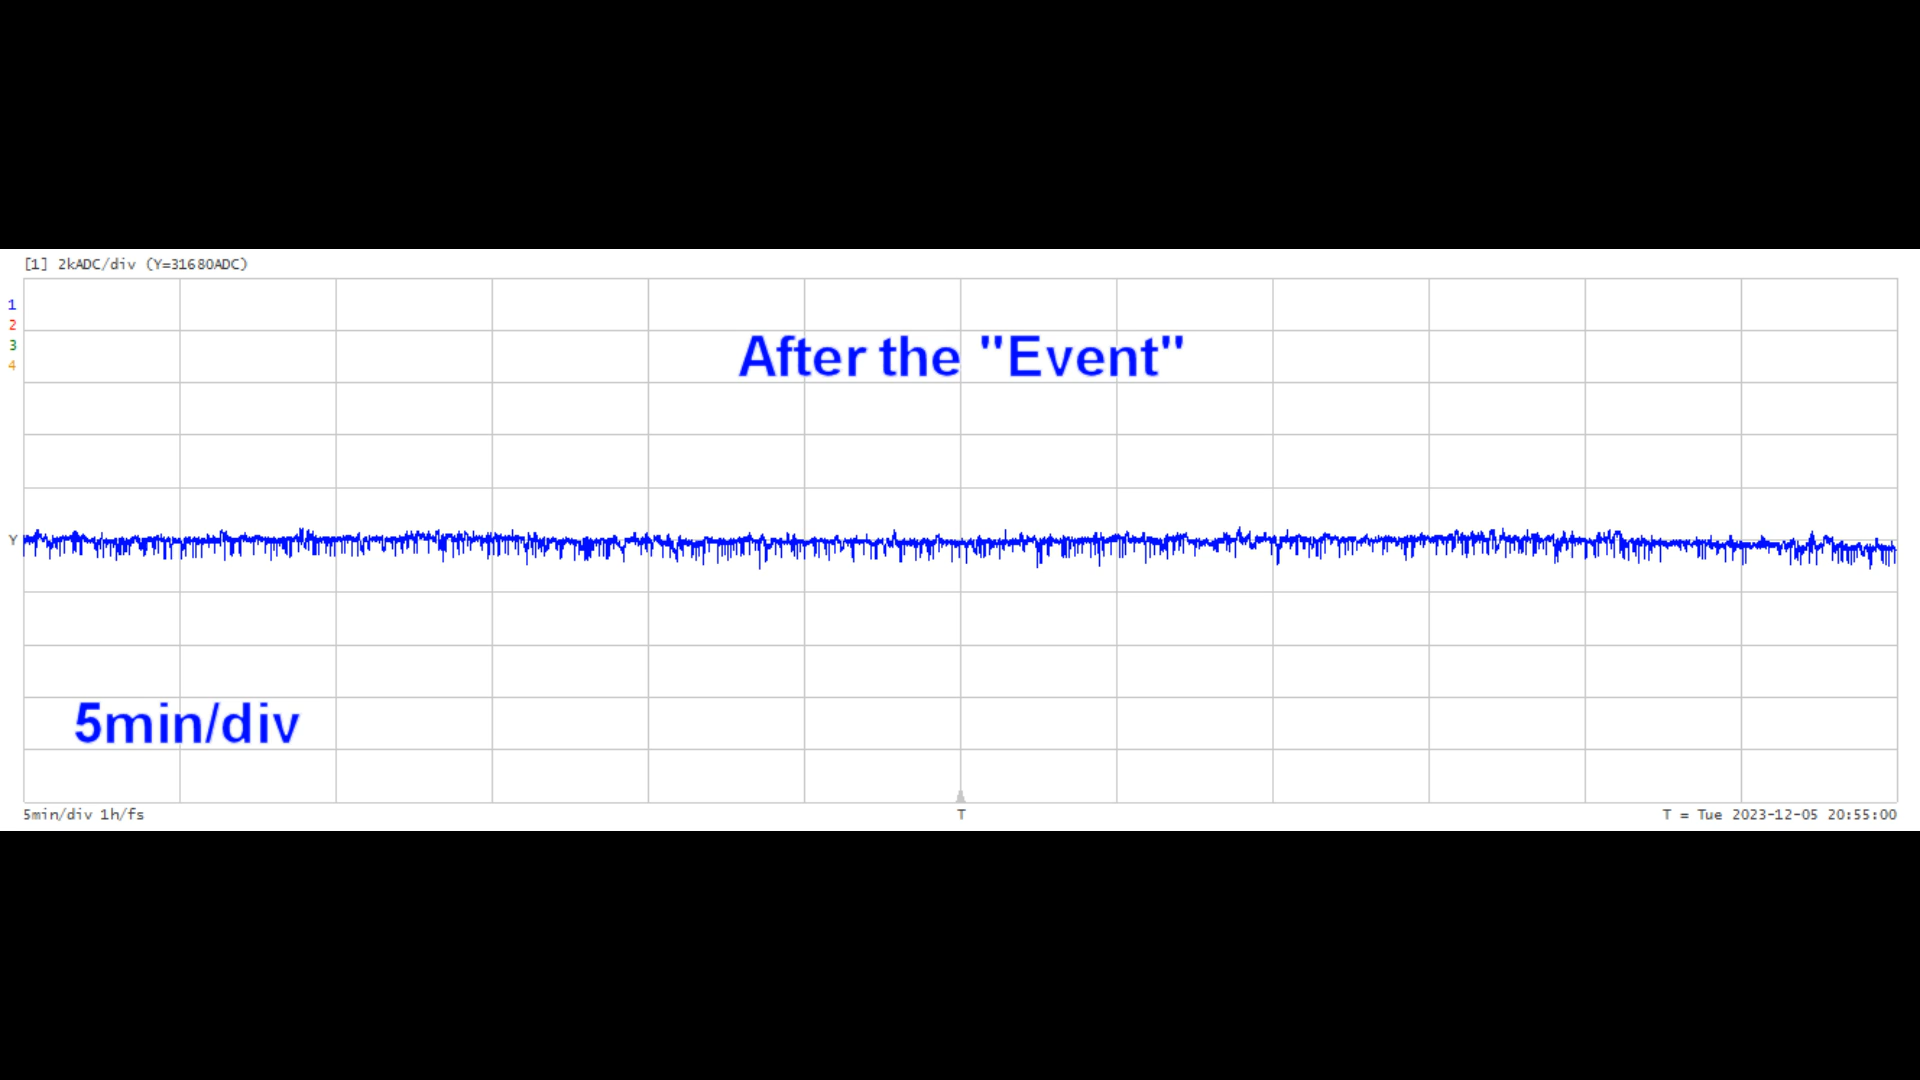 [1] 2kADC/div (Y=31680ADC)
1
2
3
4
After the "Event"
Y
5min/div
5min/div 1h/fs
T
T = Tue 2023-12-05 20:55:00